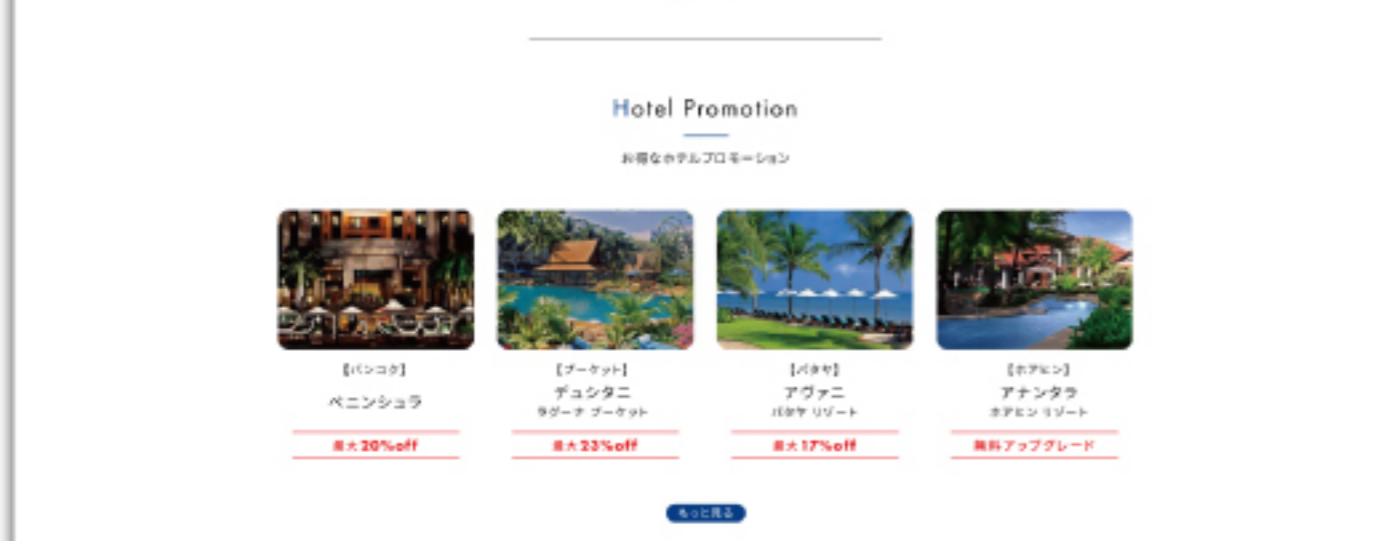 Hotel Promotion
お得なホテルプロモーション
【バンコク】
ペニンシュラ
最大20%off
【プーケット】
デュシタニ
ラグーナ プーケット
最大23%off
【パタヤ】
アヴァニ
パタヤ リゾート
最大17%off
【ホアヒン】
アナンタラ
ホアヒン リゾート
無料アップグレード
もっと見る